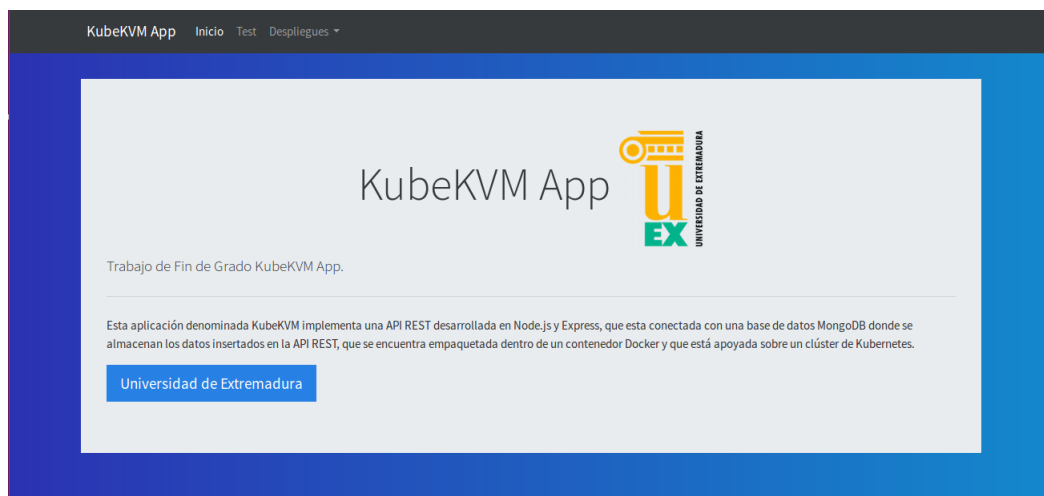 KubeKVM App Inicio Test Despliegues
KubeKVM App
UEX
UNIVERSIDAD DE EXTREMADURA
Trabajo de Fin de Grado KubeKVM App.
Esta aplicación denominada KubeKVM implementa una API REST desarrollada en Node.js y Express, que esta conectada con una base de datos MongoDB donde se
almacenan los datos insertados en la API REST, que se encuentra empaquetada dentro de un contenedor Docker y que está apoyada sobre un clúster de Kubernetes.
Universidad de Extremadura